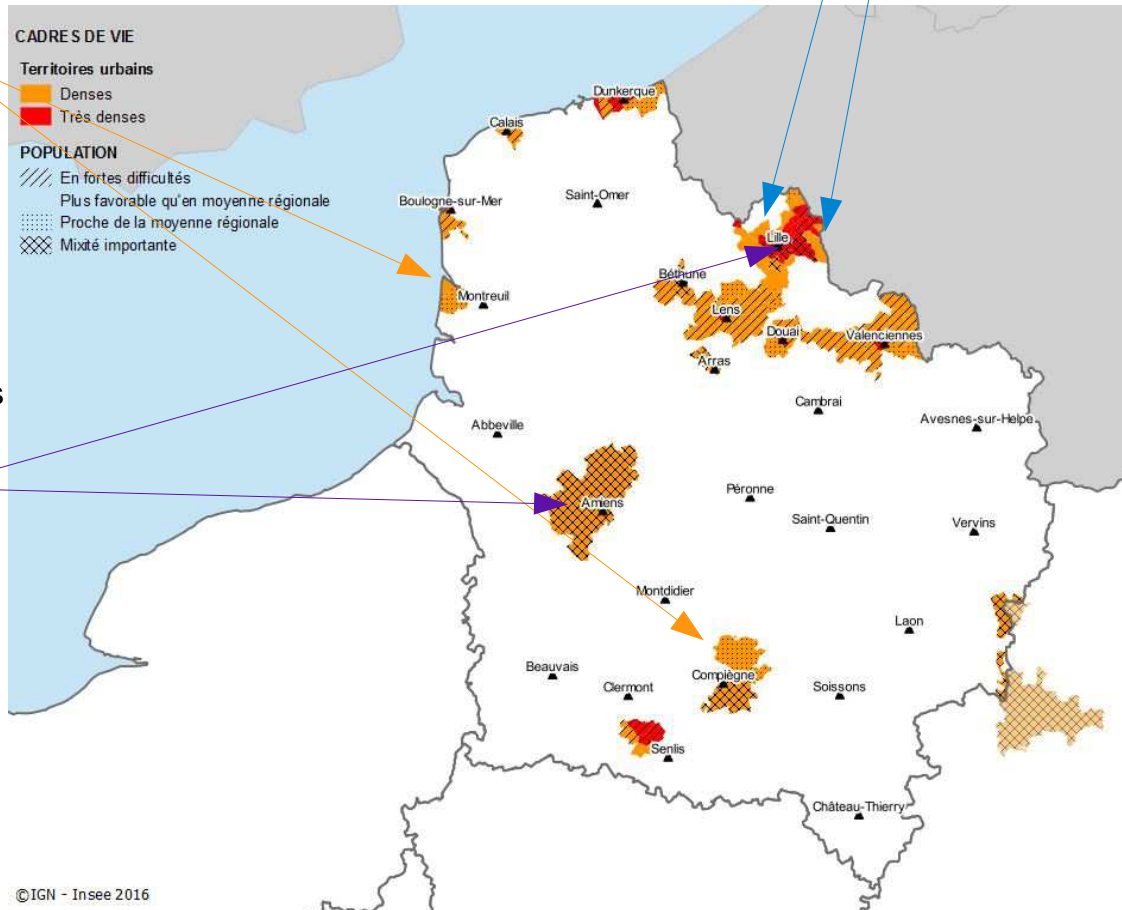 CADRES DE VIE
Territoires urbains
Denses
Très denses
POPULATION
En fortes difficultés
Plus favorable qu'en moyenne régionale
Proche de la moyenne régionale
Mixité importante
Dunkerque
Calais
Saint-Omer
Boulogne-sur-Mer
Lille
Béthune
Montreuil
Lens
Douai
Valenciennes
Arras
s
Cambrai
Avesnes-sur-Helpe
Abbeville
Péronne
Amiens
Saint-Quentin
Vervins
Montdidier
Laon
Beauvais
Compiègne
Clermont
Soissons
Senlis
Château-Thierry
©IGN - Insee 2016